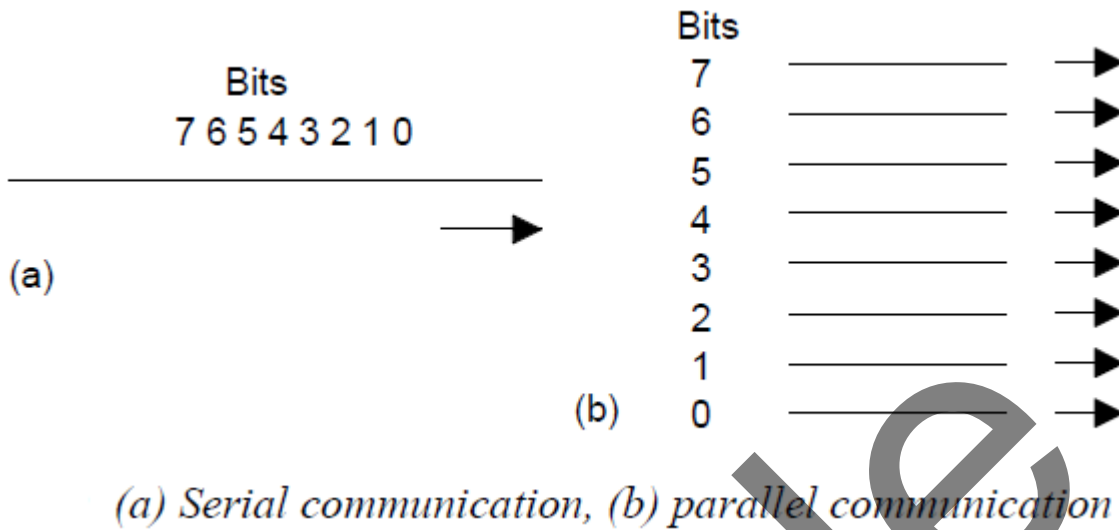 Bits
7 6 5 4 3 2 1 0
(a)
Bits
7
6
5
4
3
2
1
(b) 0
(a) Serial communication, (b) parallel communication